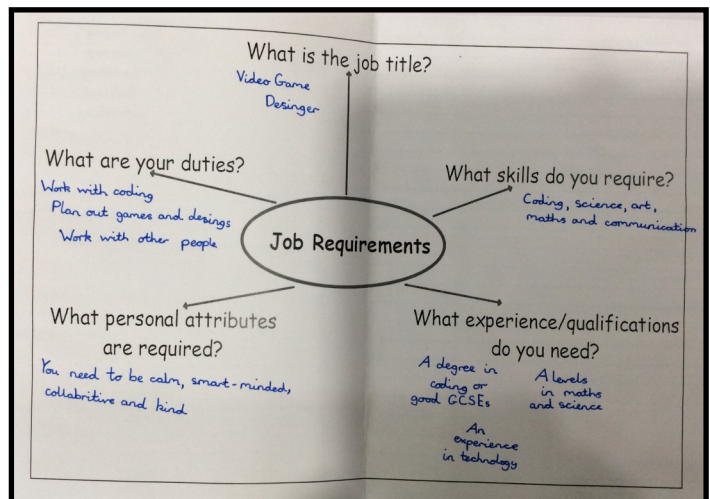 What is the job title?
Video Game
Desinger
What are your duties?
Work with coding
Plan out games and desings
Work with other people
What skills do you require?
Coding, science, art,
maths and communication
Job Requirements
What personal attributes
are required?
You need to be calm, smart-minded,
collabritive and kind
What experience/qualifications
do you need?
A degree in
coding or
good GCSEs
A levels
in maths
and science
An
experience
in technology